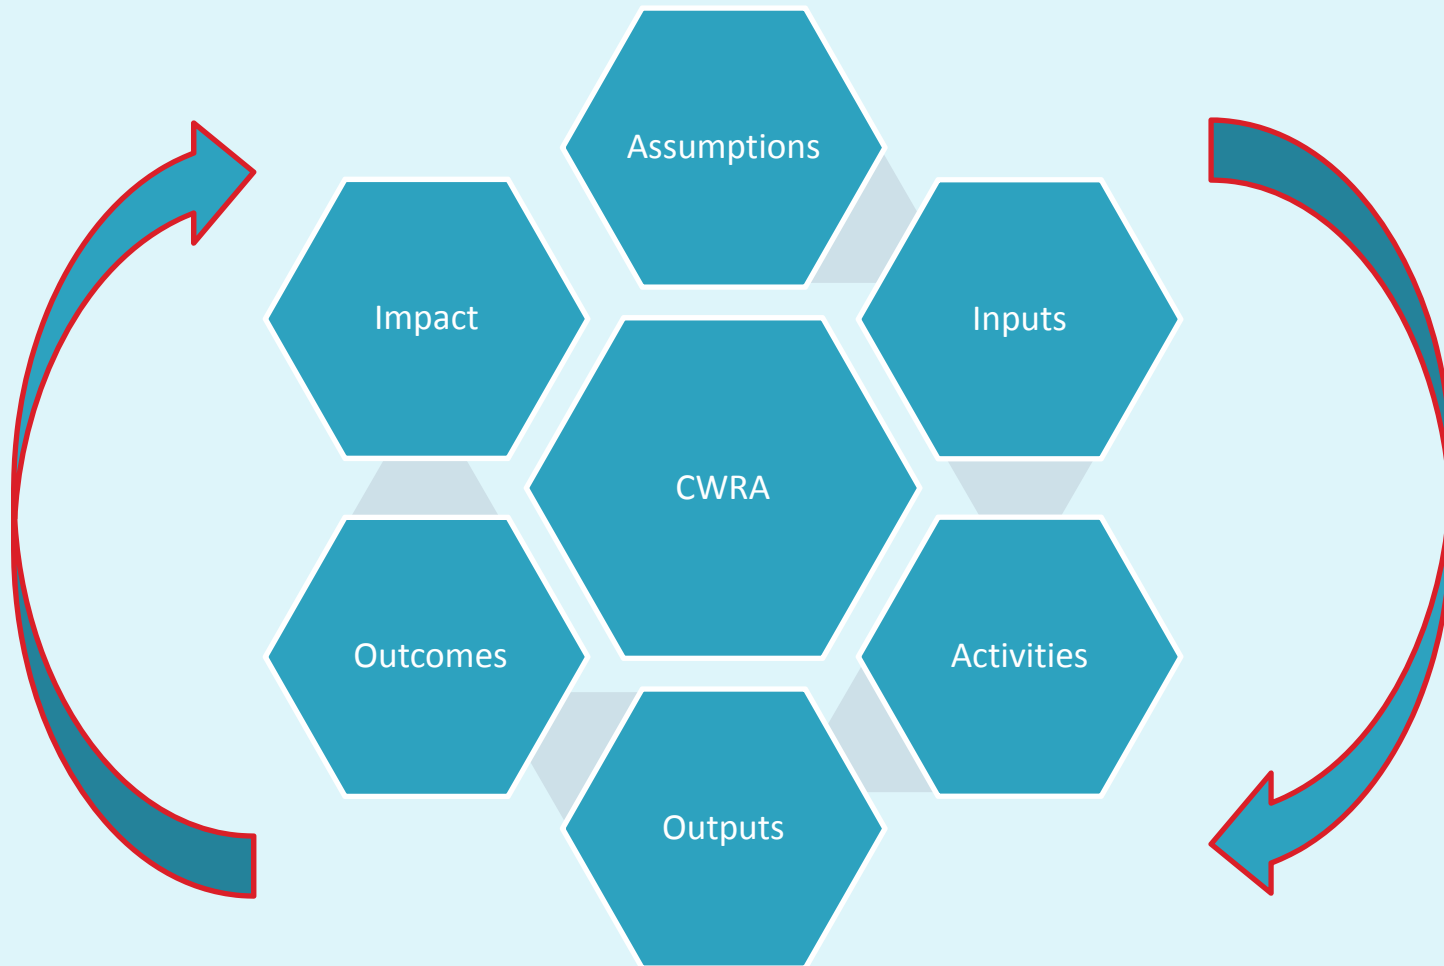 Assumptions
Impact
Inputs
CWRA
Outcomes
Activities
Outputs